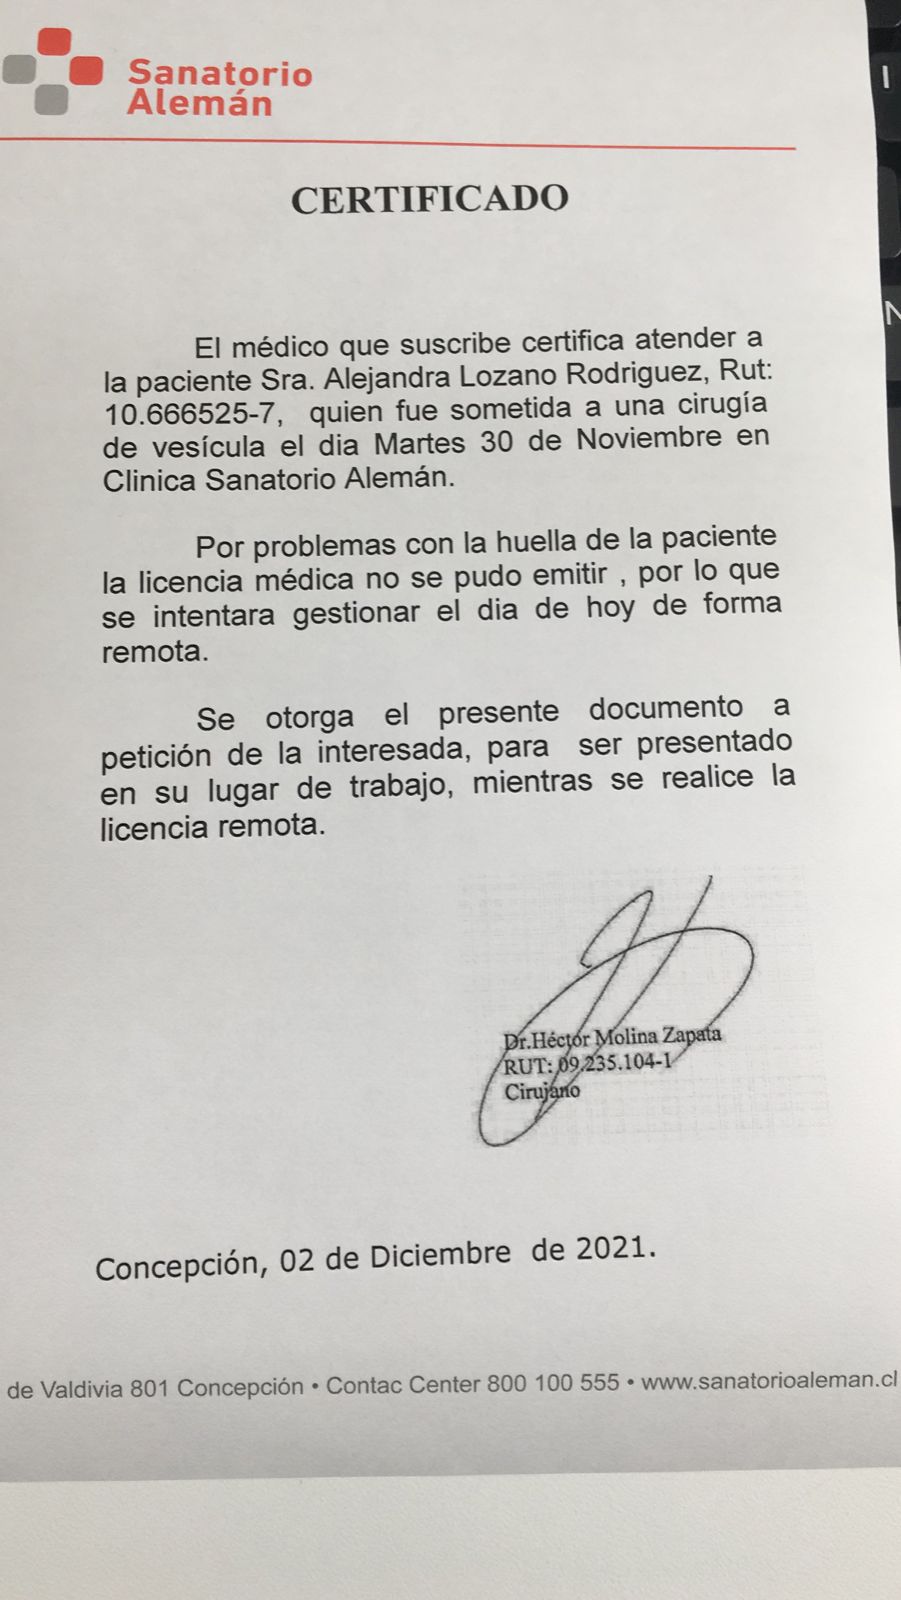 Sanatorio
Alemán
CERTIFICADO
El médico que suscribe certifica atender a
la paciente Sra. Alejandra Lozano Rodriguez, Rut:
10.666525-7, quien fue sometida a una cirugía
de vesícula el dia Martes 30 de Noviembre en
Clinica Sanatorio Alemán.
Por problemas con la huella de la paciente
la licencia médica no se pudo emitir , por lo que
se intentara gestionar el dia de hoy de forma
remota.
Se otorga el presente documento a
petición de la interesada, para ser presentado
en su lugar de trabajo, mientras se realice la
licencia remota.
Dr.Héctor Molina Zapata
RUT: 09.235.104-1
Cirujano
Concepción, 02 de Diciembre de 2021.
de Valdivia 801 Concepción • Contac Center 800 100 555 • www.sanatorioaleman.cl